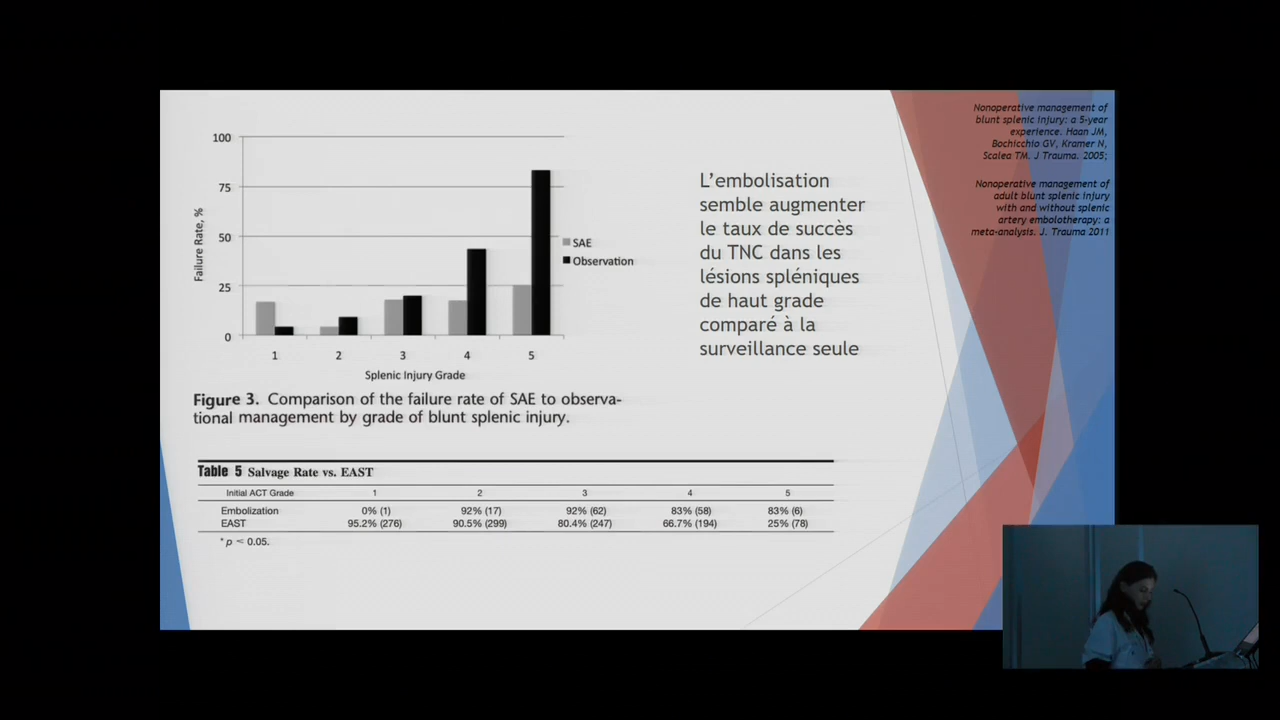 100
75
50
25
0
Failure Rate, %
SAE
Observation
1 2 3 4 5
Splenic Injury Grade
Figure 3. Comparison of the failure rate of SAE to observa-
tional management by grade of blunt splenic injury.
Table 5 Salvage Rate vs. EAST
Initial ACT Grade 1 2 3 4 5
Embolization 0% (1) 92% (17) 92% (62) 83% (58) 83% (6)
EAST 95.2% (276) 90.5% (299) 80.4% (247) 66.7% (194) 25% (78)
* p < 0.05.
L'embolisation
semble augmenter
le taux de succès
du TNC dans les
lésions spléniques
de haut grade
comparé à la
surveillance seule
Nonoperative management of
blunt splenic injury: a 5-year
experience. Haan JM,
Bochicchio GV, Kramer N,
Scalea TM. J Trauma. 2005;
Nonoperative management of
adult blunt splenic injury
with and without splenic
artery embolotherapy: a
meta-analysis. J. Trauma 2011